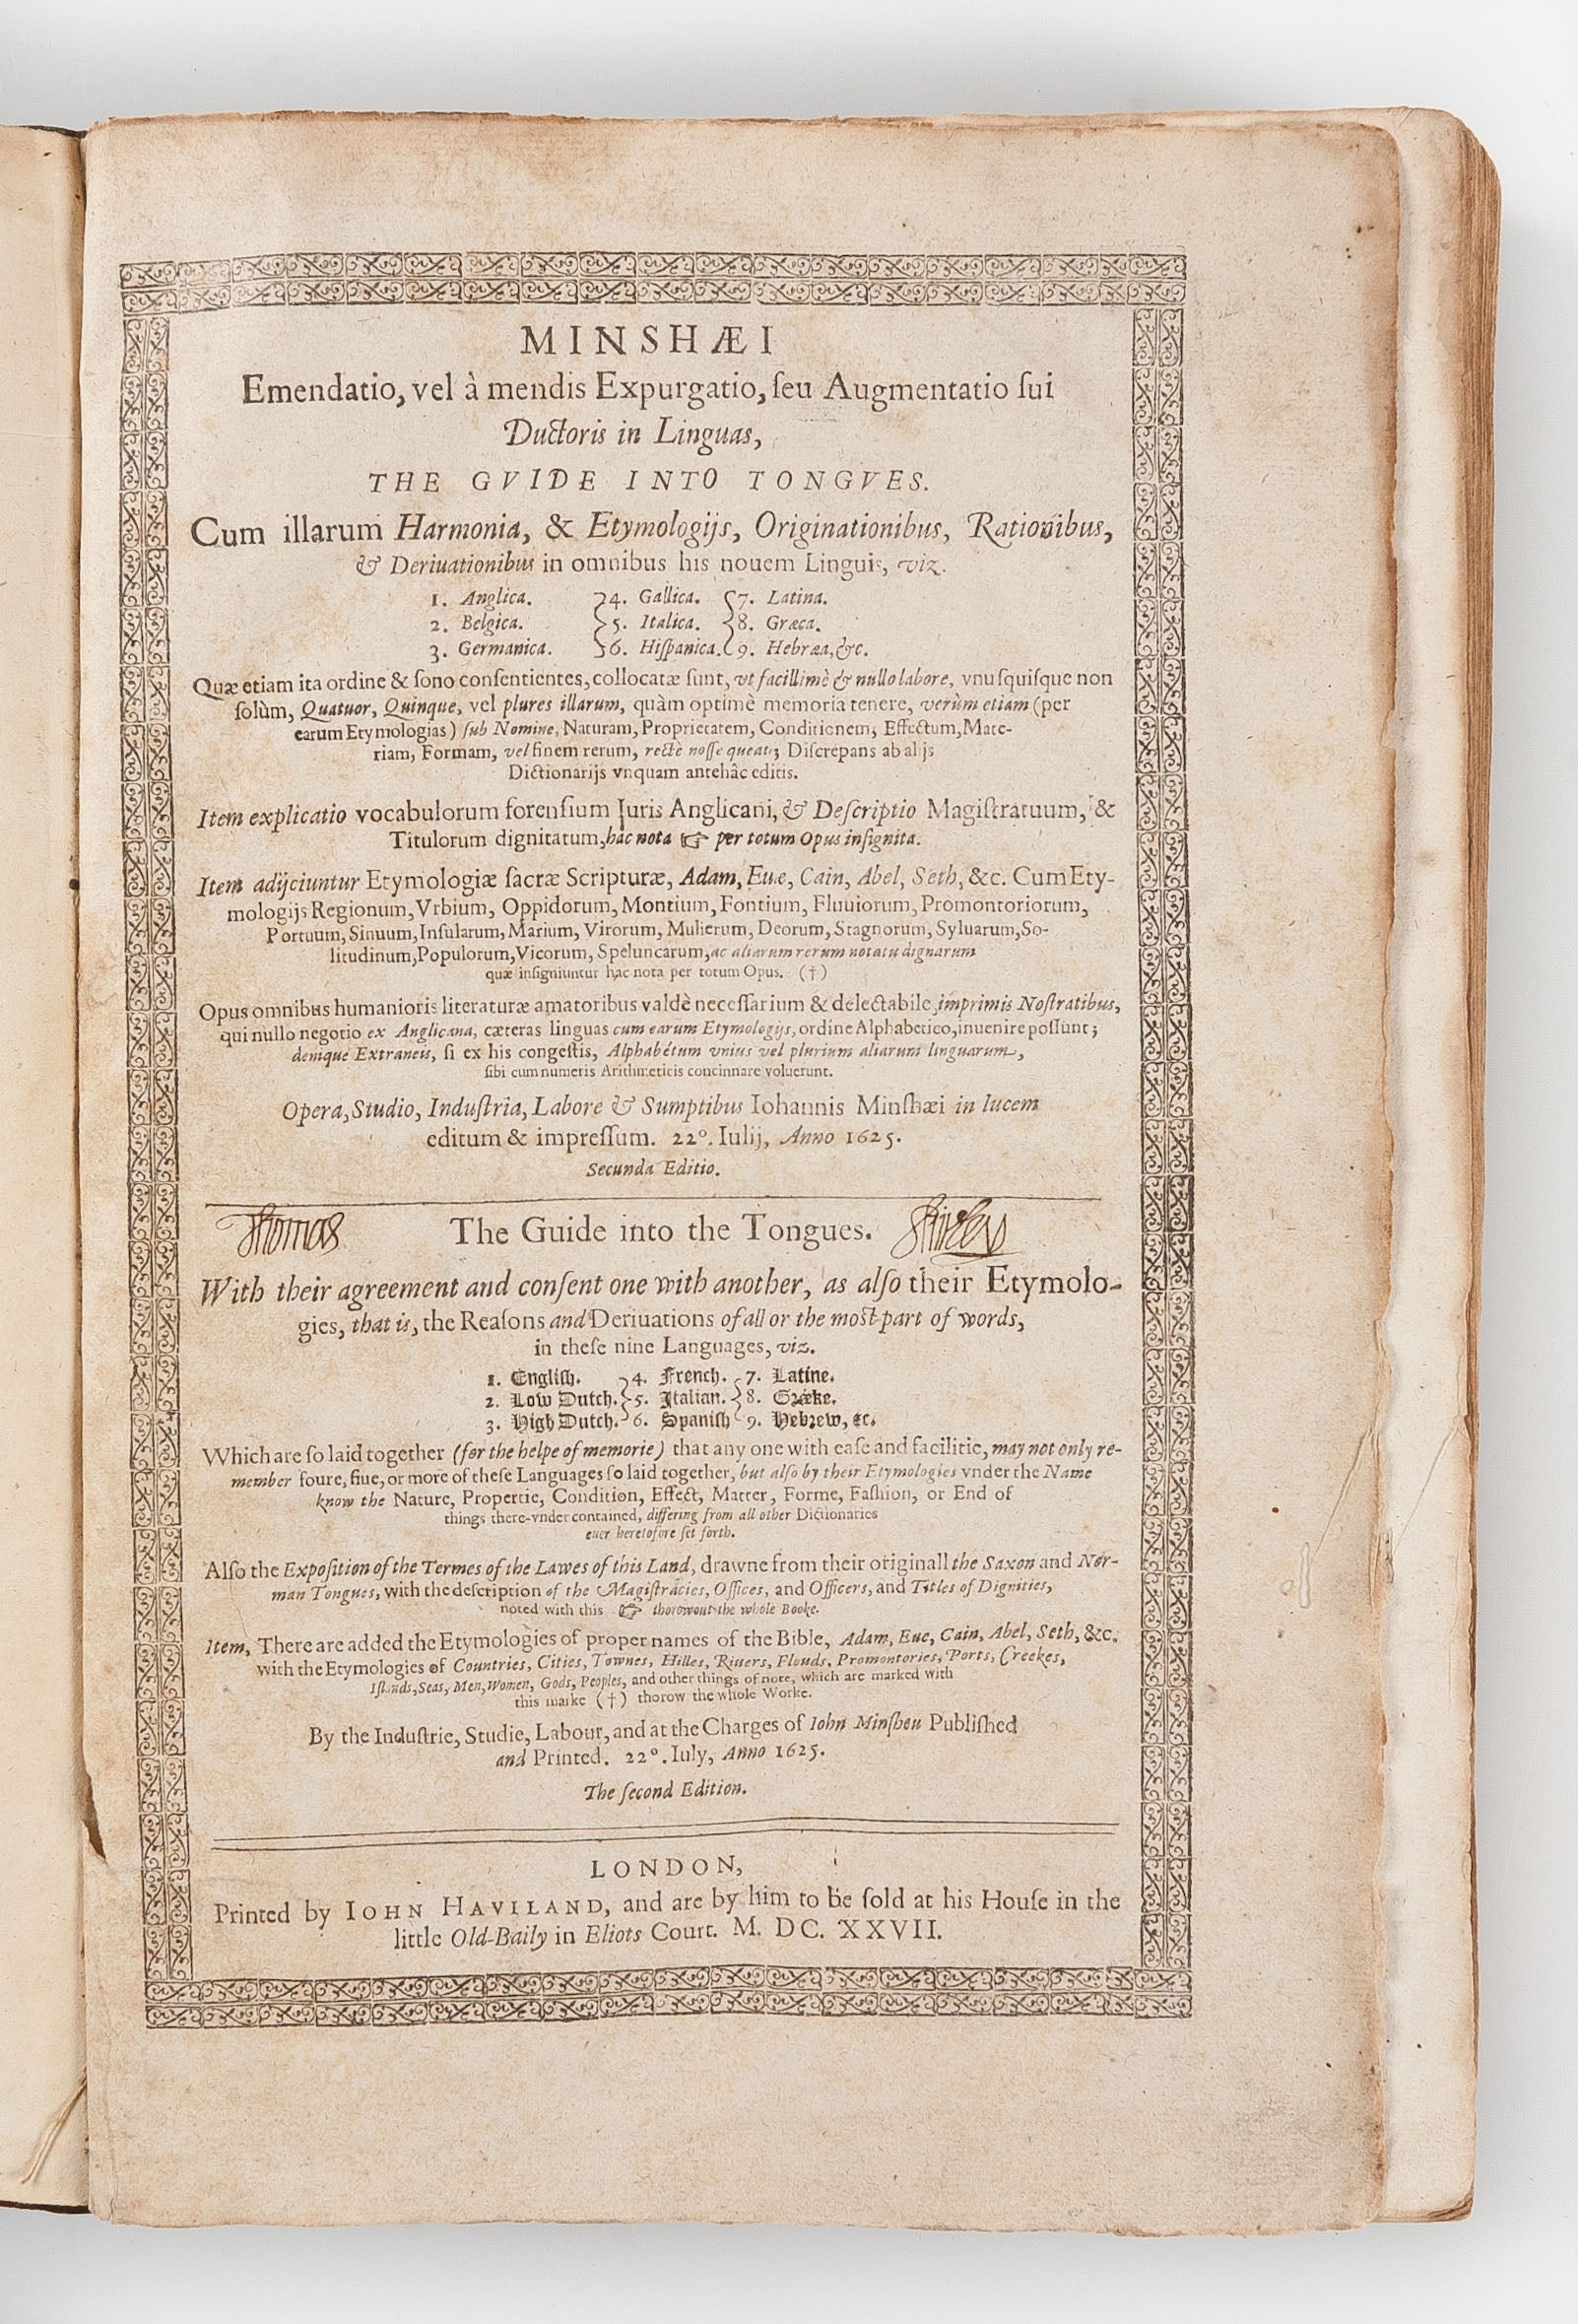 MINSHÆI
Emendatio, vel à mendis Expurgatio, ſeu Augmentatio ſui
Ductoris in Linguas,
THE GVIDE INTO TONGVES.
Cum illarum Harmonia, & Etymologijs, Originationibus, Rationibus,
& Deriuationibus in omnibus his nouem Linguis, viz.
1. Anglica. 4. Gallica. 7. Latina.
2. Belgica. 5. Italica. 8. Græca.
3. Germanica. 6. Hiſpanica. 9. Hebræa, &c.
Quæ etiam ita ordine & ſono conſentientes, collocatæ ſunt, vt facillimè & nullo labore, vnuſquiſque non
ſolùm, Quatuor, Quinque, vel plures illarum, quàm optimè memoria tenere, verùm etiam (per
earum Etymologias) ſub Nomine, Naturam, Proprietatem, Conditionem, Effectum, Mate-
riam, Formam, vel finem rerum, rectè noſſe queat; Diſcrepans ab alijs
Dictionarijs vnquam antehâc editis.
Item explicatio vocabulorum forenſium Juris Anglicani, & Deſcriptio Magiſtratuum, &
Titulorum dignitatum, hac nota ☞ per totum Opus inſignita.
Item adijciuntur Etymologiæ ſacræ Scripturæ, Adam, Eue, Cain, Abel, Seth, &c. Cum Ety-
mologijs Regionum, Vrbium, Oppidorum, Montium, Fontium, Fluuiorum, Promontoriorum,
Portuum, Sinuum, Inſularum, Marium, Virorum, Mulierum, Deorum, Stagnorum, Syluarum, So-
litudinum, Populorum, Vicorum, Speluncarum, ac aliarum rerum notatu dignarum
quæ inſigniuntur hac nota per totum Opus. (†)
Opus omnibus humanioris literaturæ amatoribus valdè neceſſarium & delectabile, imprimis Noſtratibus,
qui nullo negotio ex Anglicana, cæteras linguas cum earum Etymologijs, ordine Alphabetico, inuenire poſſunt;
denique Extraneis, ſi ex his congeſtis, Alphabétum vnius vel plurium aliarum linguarum,
ſibi cum numeris Arithmeticis concinnare voluerunt.
Opera, Studio, Induſtria, Labore & Sumptibus Iohannis Minſhæi in lucem
editum & impreſſum. 22°. Iulij, Anno 1625.
Secunda Editio.
Thomas The Guide into the Tongues.
With their agreement and conſent one with another, as alſo their Etymolo-
gies, that is, the Reaſons and Deriuations of all or the moſt part of words,
in theſe nine Languages, viz.
1. Engliſh. 4. French. 7. Latine.
2. Low Dutch. 5. Italian. 8. Græke.
3. High Dutch. 6. Spaniſh 9. Hebrew, &c.
Which are ſo laid together (for the helpe of memorie) that any one with eaſe and facilitie, may not only re-
member foure, fiue, or more of theſe Languages ſo laid together, but alſo by their Etymologies vnder the Name
know the Nature, Propertie, Condition, Effect, Matter, Forme, Faſhion, or End of
things there-vnder contained, differing from all other Dictionaries
euer heretofore ſet forth.
Alſo the Expoſition of the Termes of the Lawes of this Land, drawne from their originall the Saxon and Nor-
man Tongues, with the deſcription of the Magiſtracies, Offices, and Officers, and Titles of Dignities,
noted with this ☞ thorowout the whole Booke.
Item, There are added the Etymologies of proper names of the Bible, Adam, Eue, Cain, Abel, Seth, &c.
with the Etymologies of Countries, Cities, Townes, Hilles, Riuers, Flouds, Promontories, Ports, Creekes,
Iſlands, Seas, Men, Women, Gods, Peoples, and other things of note, which are marked with
this marke (†) thorow the whole Worke.
By the Induſtrie, Studie, Labour, and at the Charges of Iohn Minſheu Publiſhed
and Printed. 22°. Iuly, Anno 1625.
The ſecond Edition.
LONDON,
Printed by IOHN HAVILAND, and are by him to be ſold at his Houſe in the
little Old-Baily in Eliots Court. M. DC. XXVII.